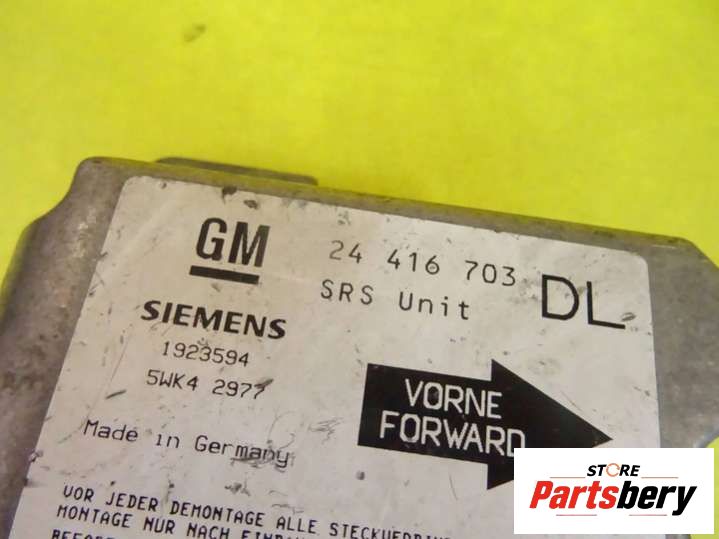 GM 24 416 703 DL
SRS Unit
SIEMENS
1923594
5WK4 2977
VORNE
FORWARD
Made in Germany
VOR JEDER DEMONTAGE ALLE
MONTAGE NUR NACH
STORE
Partsbery